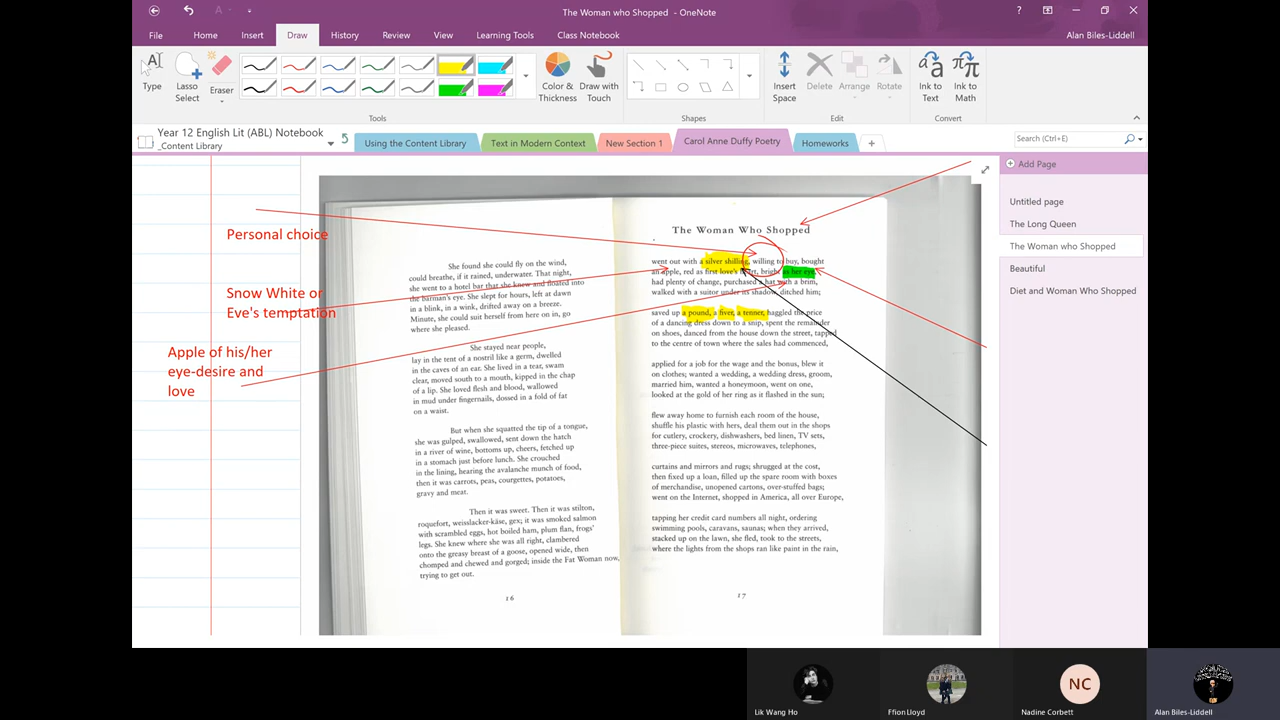 The Woman who Shopped - OneNote
File
Home
Insert
Draw
History
Review
View
Learning Tools
Class Notebook
Alan Biles-Liddell
Type
Lasso Select
Eraser
Color & Thickness
Draw with Touch
Insert Space
Delete
Arrange
Rotate
Ink to Text
Ink to Math
Tools
Shapes
Edit
Convert
Year 12 English Lit (ABL) Notebook
_Content Library
Using the Content Library
Text in Modern Context
New Section 1
Carol Anne Duffy Poetry
Homeworks
Search (Ctrl+E)
Add Page
Untitled page
The Long Queen
The Woman who Shopped
Beautiful
Diet and Woman Who Shopped
Personal choice
Snow White or
Eve's temptation
Apple of his/her
eye-desire and
love
She found she could fly on the wind,
could breathe, if it rained, underwater. That night,
she went to a hotel bar that she knew and floated into
the barman's eye. She slept for hours, left at dawn
in a blink, in a wink, drifted away on a breeze.
Minute, she could suit herself from here on in, go
where she pleased.
She stayed near people,
lay in the tent of a nostril like a germ, dwelled
in the caves of an ear. She lived in a tear, swam
clear, moved south to a mouth, kipped in the chap
of a lip. She loved flesh and blood, wallowed
in mud under fingernails, dossed in a fold of fat
on a waist.
But when she squatted the tip of a tongue,
she was gulped, swallowed, sent down the hatch
in a river of wine, bottoms up, cheers, fetched up
in a stomach just before lunch. She crouched
in the lining, hearing the avalanche munch of food,
then it was carrots, peas, courgettes, potatoes,
gravy and meat.
Then it was sweet. Then it was stilton,
roquefort, weisslacker-käse, gex; it was smoked salmon
with scrambled eggs, hot boiled ham, plum flan, frogs'
legs. She knew where she was all right, clambered
onto the greasy breast of a goose, opened wide, then
chomped and chewed and gorged; inside the Fat Woman now,
trying to get out.
16
The Woman Who Shopped
went out with a silver shilling, willing to buy, bought
an apple, red as first love's heart, bright as her eye,
had plenty of change, purchased a hat with a brim,
walked with a suitor under its shadow, ditched him;
saved up a pound, a fiver, a tenner, haggled the price
of a dancing dress down to a snip, spent the remainder
on shoes, danced from the house down the street, tapped
to the centre of town where the sales had commenced,
applied for a job for the wage and the bonus, blew it
on clothes; wanted a wedding, a wedding dress, groom,
married him, wanted a honeymoon, went on one,
looked at the gold of her ring as it flashed in the sun;
flew away home to furnish each room of the house,
shuffle his plastic with hers, deal them out in the shops
for cutlery, crockery, dishwashers, bed linen, TV sets,
three-piece suites, stereos, microwaves, telephones,
curtains and mirrors and rugs; shrugged at the cost,
then fixed up a loan, filled up the spare room with boxes
of merchandise, unopened cartons, over-stuffed bags;
went on the Internet, shopped in America, all over Europe,
tapping her credit card numbers all night, ordering
swimming pools, caravans, saunas; when they arrived,
stacked up on the lawn, she fled, took to the streets,
where the lights from the shops ran like paint in the rain,
17
Lik Wang Ho
Ffion Lloyd
NC
Nadine Corbett
Alan Biles-Liddell